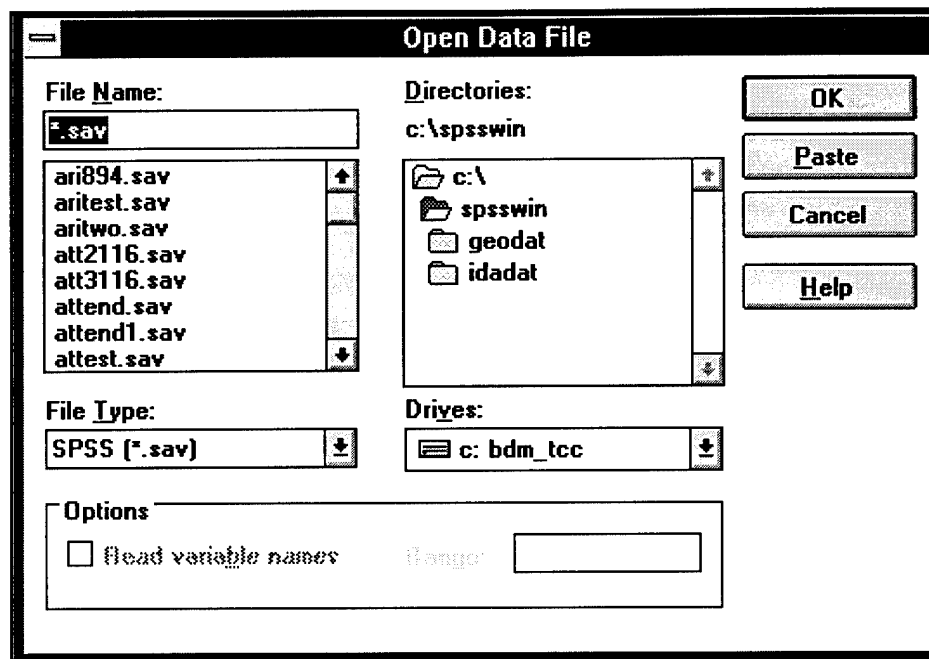 Open Data File
File Name:
*.sav
ari894.sav
aritest.sav
aritwo.sav
att2116.sav
att3116.sav
attend.sav
attend1.sav
attest.sav
Directories:
c:\spsswin
c:\
spsswin
geodat
idadat
OK
Paste
Cancel
Help
File Type:
SPSS (*.sav)
Drives:
c: bdm_tcc
Options
Read variable names
Range: